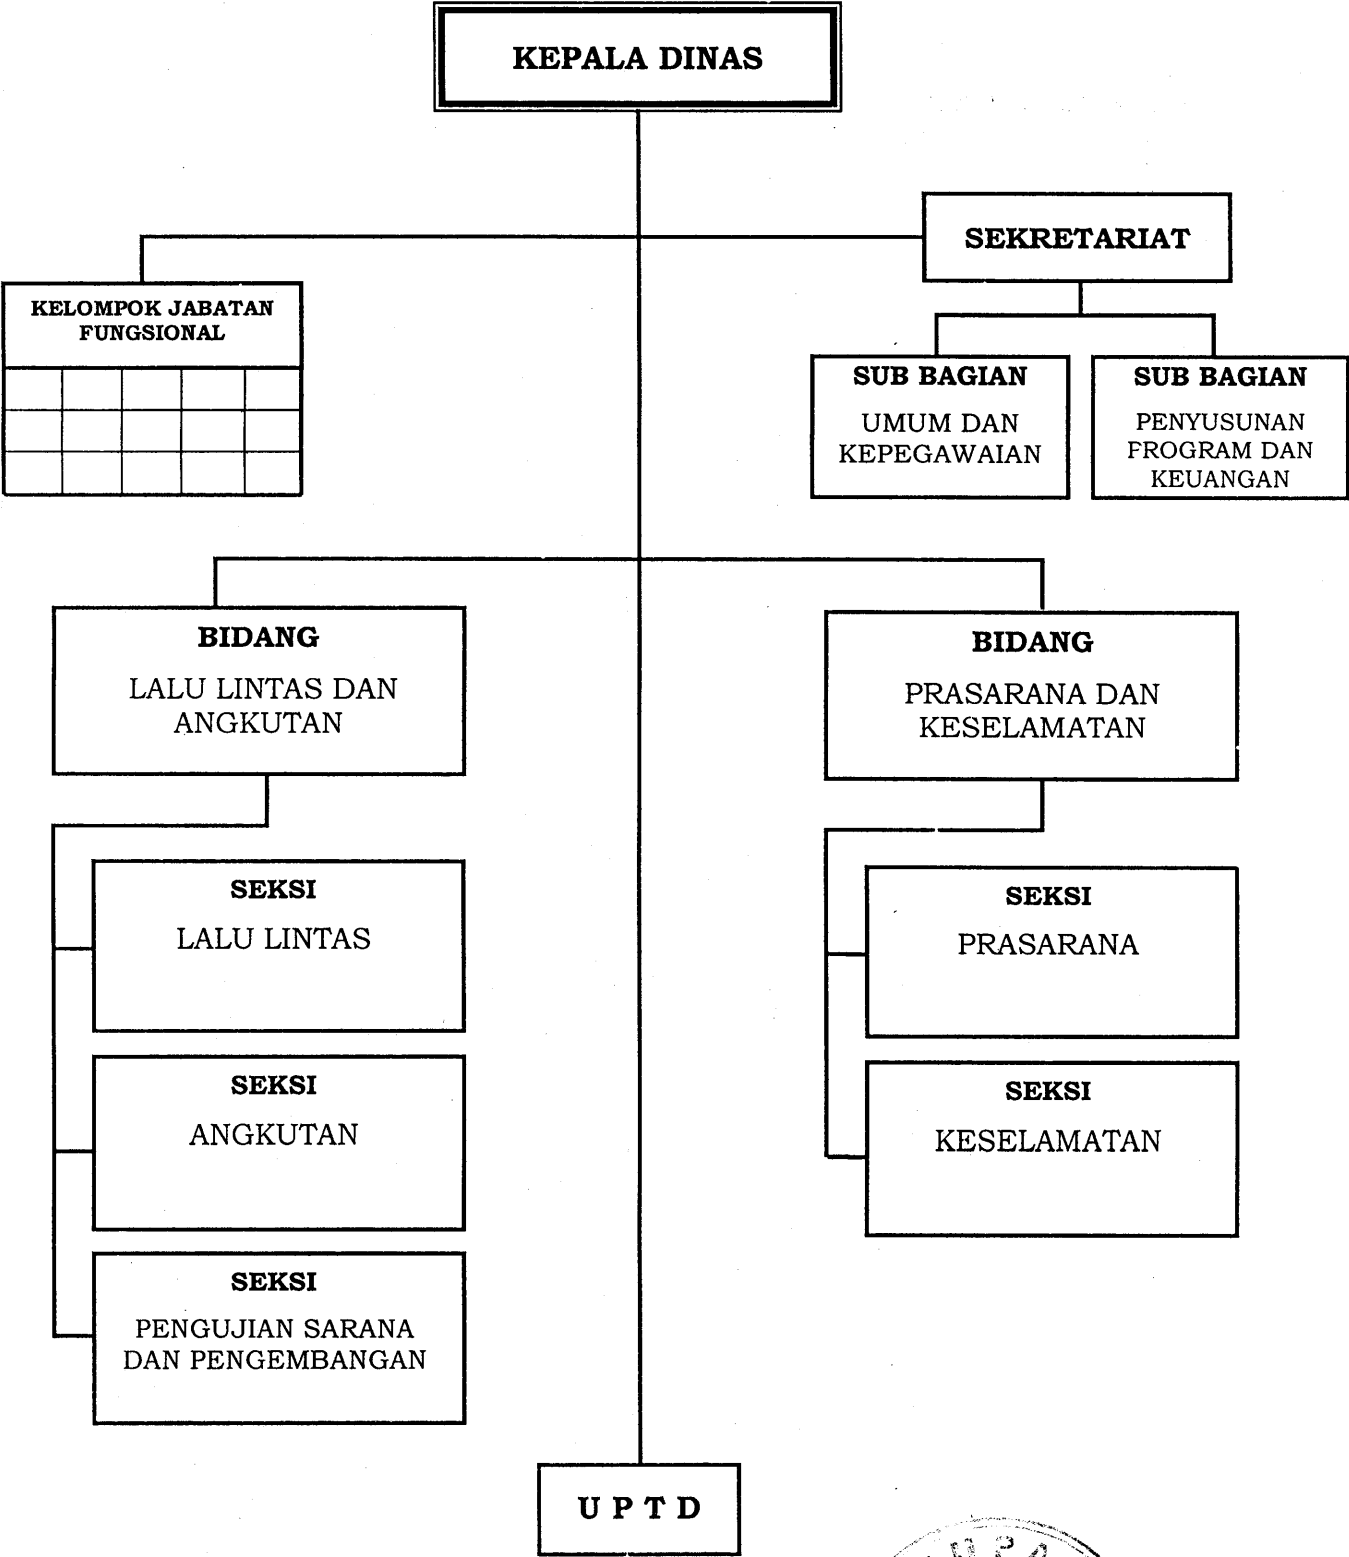 KEPALA DINAS
SEKRETARIAT
KELOMPOK JABATAN
FUNGSIONAL
SUB BAGIAN
UMUM DAN
KEPEGAWAIAN
SUB BAGIAN
PENYUSUNAN
PROGRAM DAN
KEUANGAN
BIDANG
LALU LINTAS DAN
ANGKUTAN
BIDANG
PRASARANA DAN
KESELAMATAN
SEKSI
LALU LINTAS
SEKSI
PRASARANA
SEKSI
ANGKUTAN
SEKSI
KESELAMATAN
SEKSI
PENGUJIAN SARANA
DAN PENGEMBANGAN
U P T D